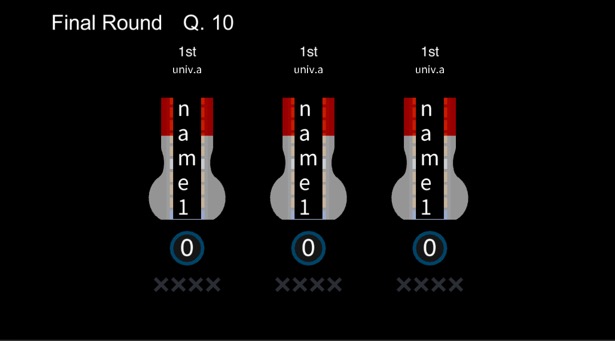 Final Round Q. 10
1st 1st 1st
univ.a univ.a univ.a
name1 name1 name1
0 0 0
×××× ×××× ××××